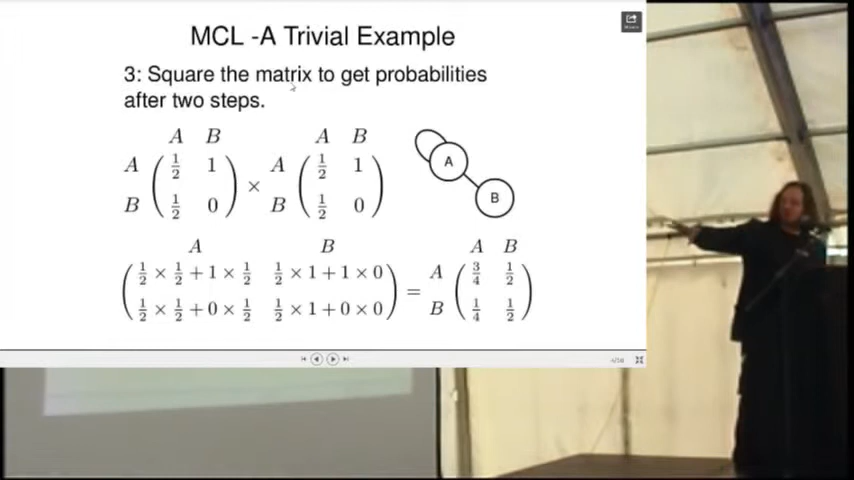 MCL -A Trivial Example
3: Square the matrix to get probabilities
after two steps.
A B A B
A ( 1/2 1 ) × A ( 1/2 1 )
B ( 1/2 0 ) B ( 1/2 0 )
A
B
A B A B
( 1/2 × 1/2 + 1 × 1/2 1/2 × 1 + 1 × 0 ) = A ( 3/4 1/2 )
( 1/2 × 1/2 + 0 × 1/2 1/2 × 1 + 0 × 0 ) B ( 1/4 1/2 )